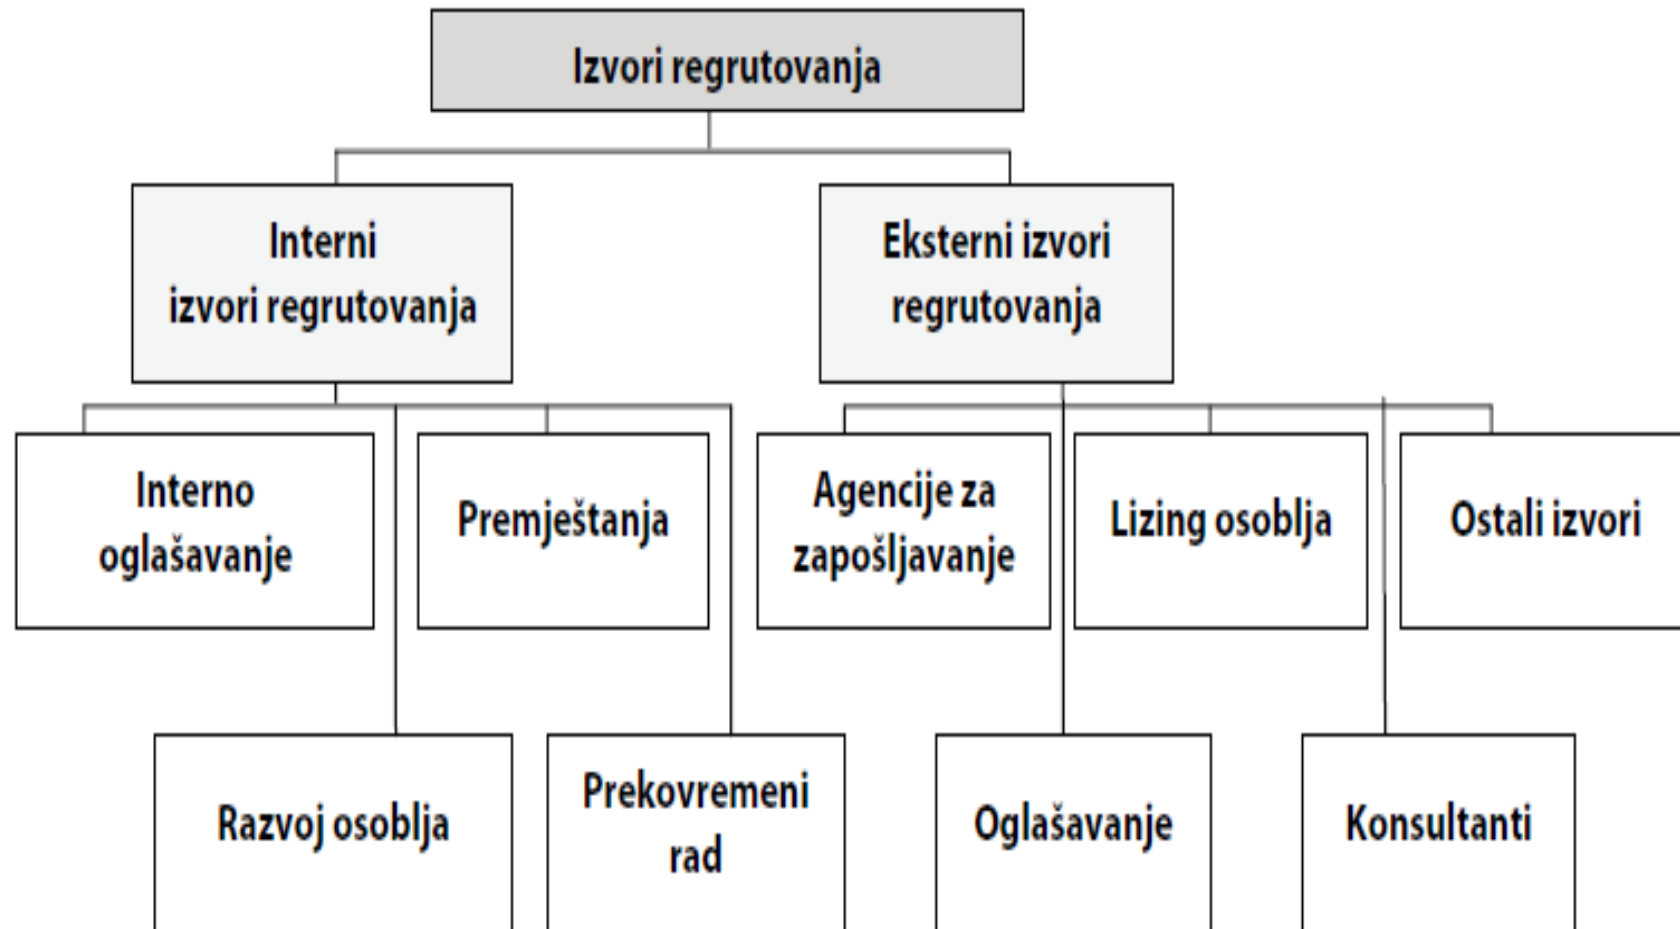 Izvori regrutovanja
Interni
izvori regrutovanja
Eksterni izvori
regrutovanja
Interno
oglašavanje
Premještanja
Agencije za
zapošljavanje
Lizing osoblja
Ostali izvori
Razvoj osoblja
Prekovremeni
rad
Oglašavanje
Konsultanti